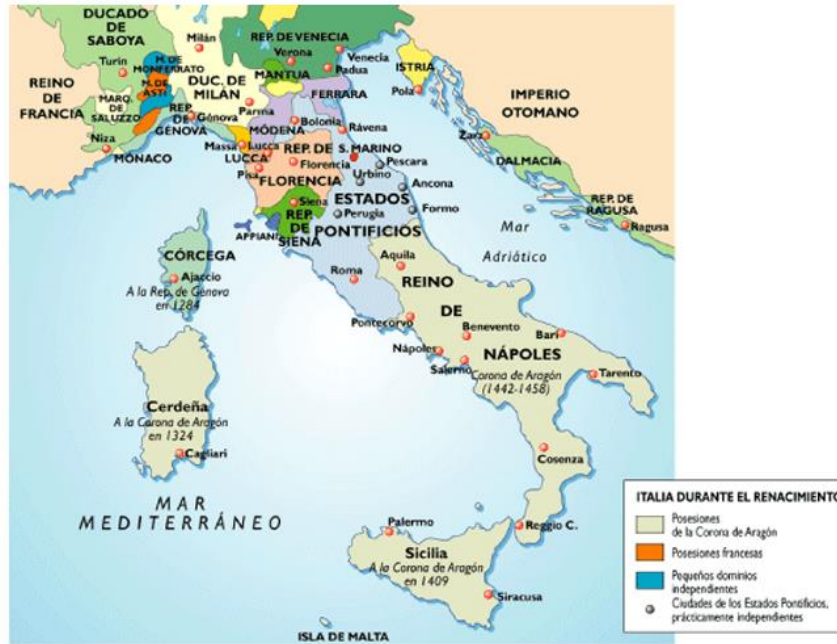 DUCADO
DE
SABOYA
Milán
REP. DE VENECIA
Verona
Venecia
Padua
ISTRIA
Turín
M. DE
MONFERRATO
M. DE
ASTI
DUC. DE
MILÁN
MANTUA
REINO
DE
FRANCIA
MARQ.
DE
SALUZZO
Parma
FERRARA
Pola
IMPERIO
OTOMANO
REP.
DE
GÉNOVA
Génova
MÓDENA
Bolonia
Rávena
Zara
Niza
MÓNACO
Massa
Lucca
LUCCA
REP. DE
FLORENCIA
Florencia
S. MARINO
Pescara
Urbino
DALMACIA
Pisa
Ancona
Siena
REP.
DE
SIENA
ESTADOS
PONTIFICIOS
Perugia
Formo
REP. DE
RAGUSA
Ragusa
APPIANI
Mar
Adriático
CÓRCEGA
Ajaccio
A la Rep. de Génova
en 1284
Roma
Aquila
REINO
DE
NÁPOLES
Pontecorvo
Benevento
Bari
Nápoles
Salerno
Corona de Aragón
(1442-1458)
Tarento
Cerdeña
A la Corona de Aragón
en 1324
Cagliari
Cosenza
MAR
MEDITERRÁNEO
Palermo
Reggio C.
Sicilia
A la Corona de Aragón
en 1409
Siracusa
ISLA DE MALTA
ITALIA DURANTE EL RENACIMIENTO
Posesiones
de la Corona de Aragón
Posesiones francesas
Pequeños dominios
independientes
Ciudades de los Estados Pontificios,
prácticamente independientes